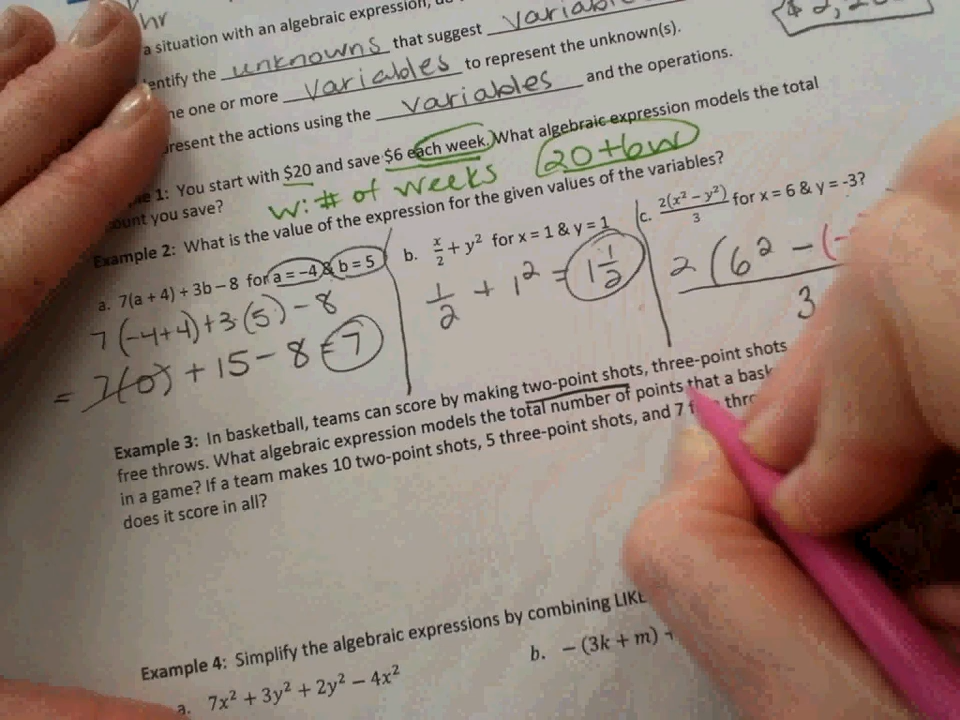 hr
a situation with an algebraic expression,
entify the unknowns that suggest
ne one or more variables to represent the unknown(s).
resent the actions using the variables and the operations.
e 1: You start with $20 and save $6 each week. What algebraic expression models the total
ount you save?
w: # of weeks 20+6w
Example 2: What is the value of the expression for the given values of the variables?
a. 7(a + 4) + 3b − 8 for a = −4 & b = 5
7(-4+4)+3(5)-8
= 7(0) + 15 - 8 = 7
b. x/2 + y² for x = 1 & y = 1
1/2 + 1² = 1 1/2
c. 2(x² − y²)/3 for x = 6 & y = -3?
2(6² - (-
3
Example 3: In basketball, teams can score by making two-point shots, three-point shots
free throws. What algebraic expression models the total number of points that a bask
in a game? If a team makes 10 two-point shots, 5 three-point shots, and 7 f thr
does it score in all?
Example 4: Simplify the algebraic expressions by combining LIKE
a. 7x² + 3y² + 2y² − 4x²
b. − (3k + m) +